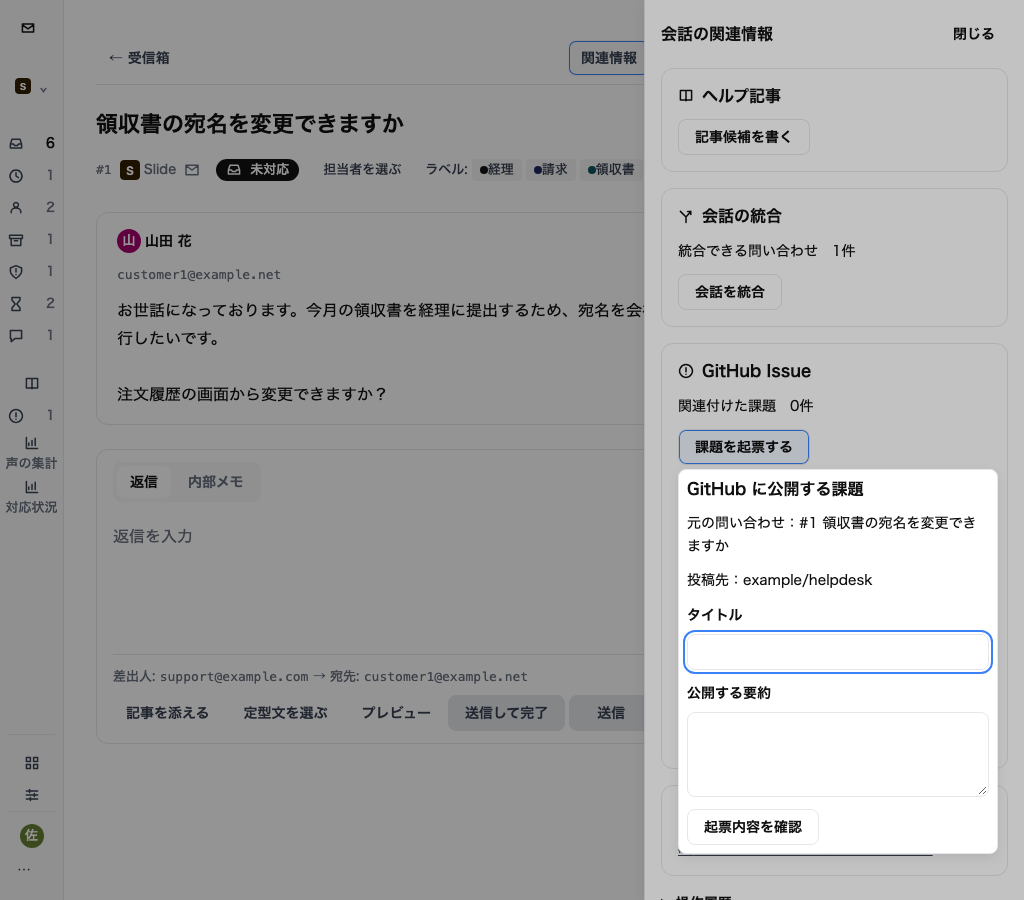 S
6
1
2
1
1
2
1
1
声の集計
対応状況
佐
…
← 受信箱
関連情報
領収書の宛名を変更できますか
#1 S Slide 未対応 担当者を選ぶ ラベル: 経理 請求 領収書
山 山田 花
customer1@example.net
お世話になっております。今月の領収書を経理に提出するため、宛名を会
行したいです。
注文履歴の画面から変更できますか？
返信 内部メモ
返信を入力
差出人: support@example.com → 宛先: customer1@example.net
記事を添える 定型文を選ぶ プレビュー 送信して完了 送信
会話の関連情報 閉じる
ヘルプ記事
記事候補を書く
会話の統合
統合できる問い合わせ 1件
会話を統合
GitHub Issue
関連付けた課題 0件
課題を起票する
GitHub に公開する課題
元の問い合わせ：#1 領収書の宛名を変更でき
ますか
投稿先：example/helpdesk
タイトル
公開する要約
起票内容を確認